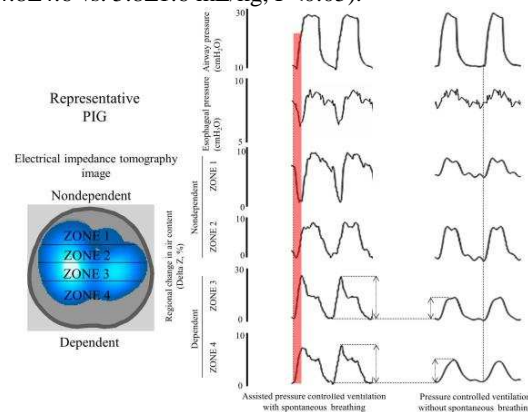 Representative
PIG
Electrical impedance tomography
image
Nondependent
ZONE 1
ZONE 2
ZONE 3
ZONE 4
Dependent
Airway pressure
(cmH2O)
30
10
Esophageal pressure
(cmH2O)
10
5
Regional change in air content
(Delta Z, %)
Nondependent
ZONE 1
10
0
ZONE 2
10
0
Dependent
ZONE 3
30
0
ZONE 4
10
0
Assisted pressure controlled ventilation
with spontaneous breathing
Pressure controlled ventilation
without spontaneous breathing